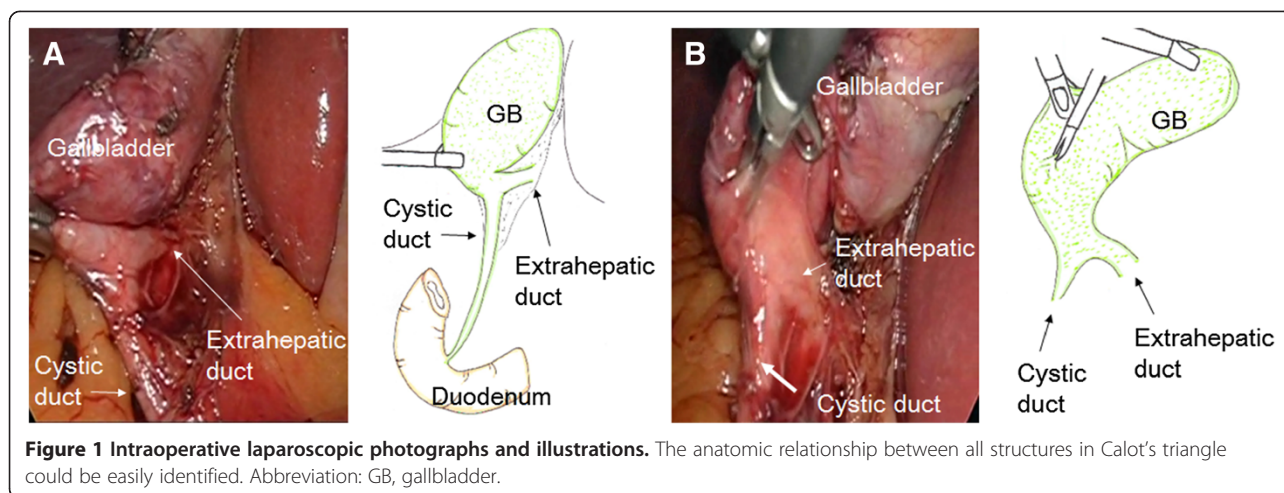 A
Gallbladder
Extrahepatic
duct
Cystic
duct
GB
Cystic
duct
Extrahepatic
duct
Duodenum
B
Gallbladder
Extrahepatic
duct
Cystic duct
GB
Extrahepatic
duct
Cystic
duct
Figure 1 Intraoperative laparoscopic photographs and illustrations. The anatomic relationship between all structures in Calot's triangle
could be easily identified. Abbreviation: GB, gallbladder.